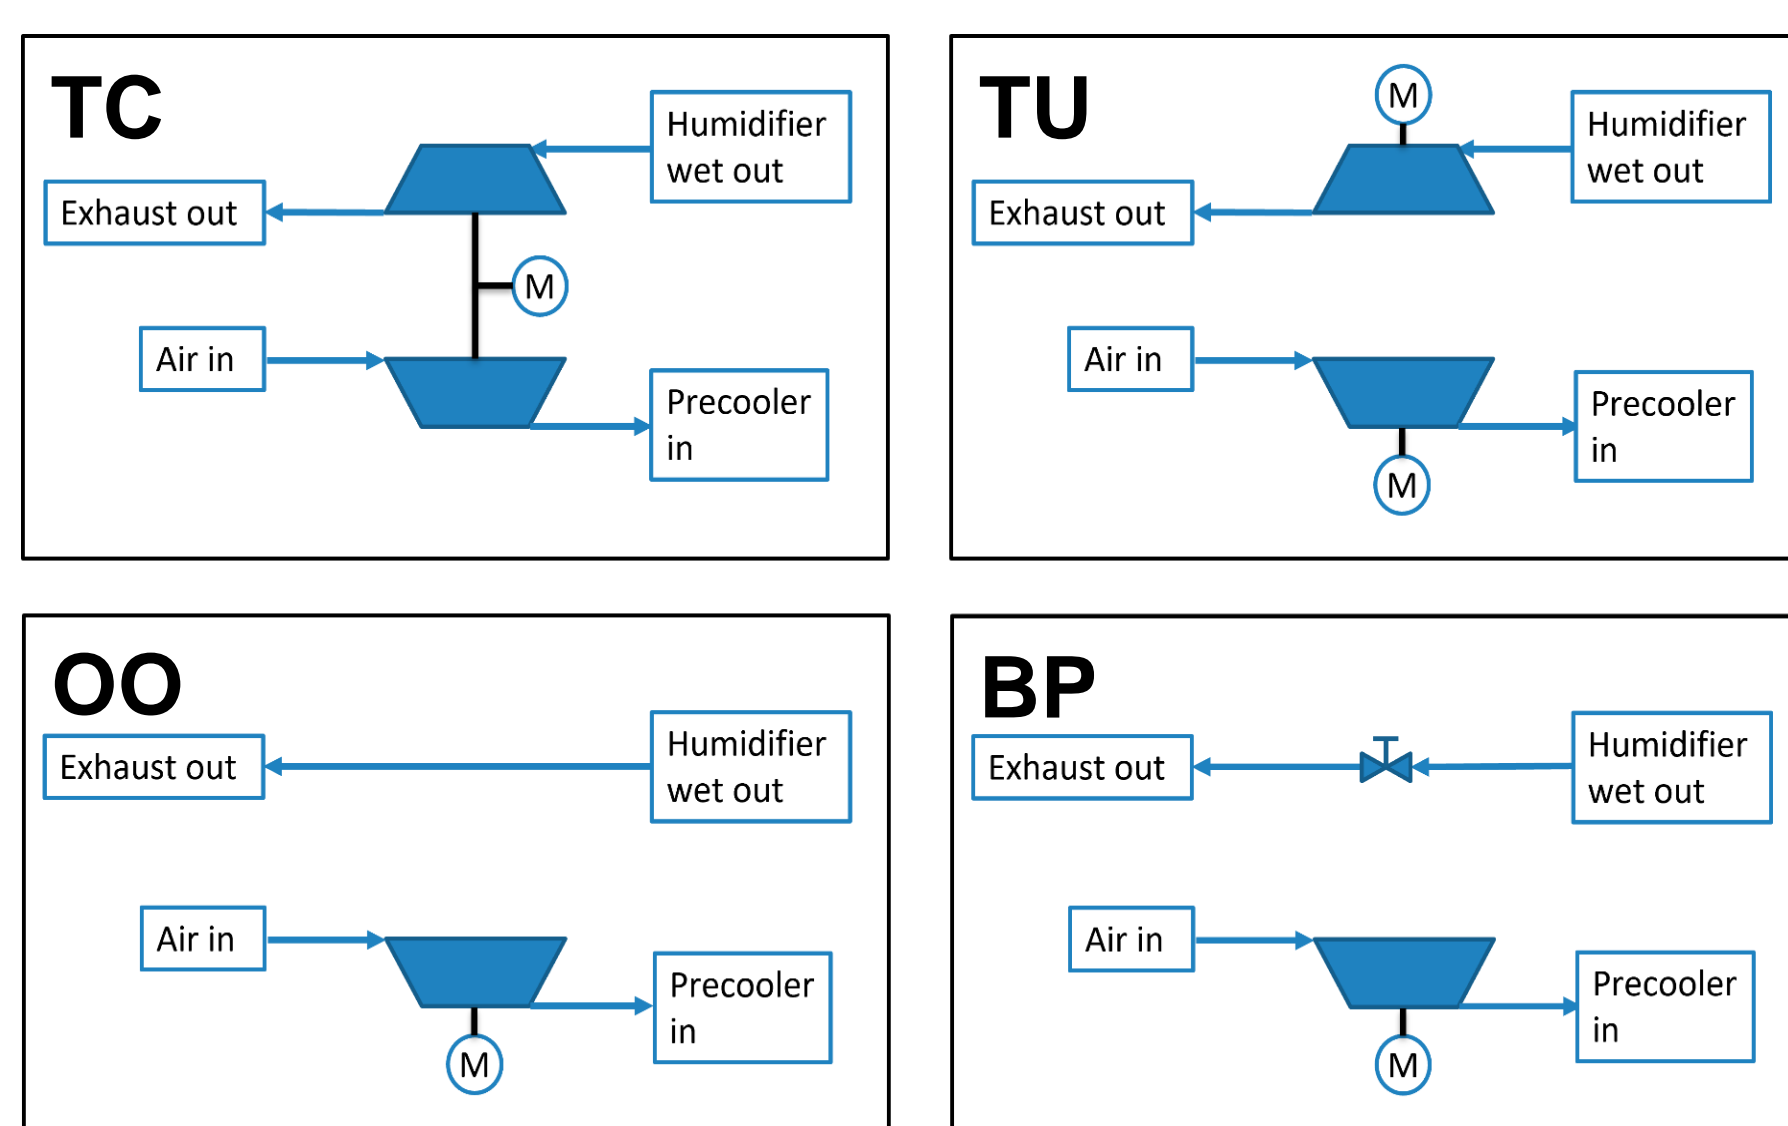 TC
Humidifier
wet out
Exhaust out
M
Air in
Precooler
in
TU
M
Humidifier
wet out
Exhaust out
Air in
Precooler
in
M
OO
Humidifier
wet out
Exhaust out
Air in
Precooler
in
M
BP
Humidifier
wet out
Exhaust out
Air in
Precooler
in
M